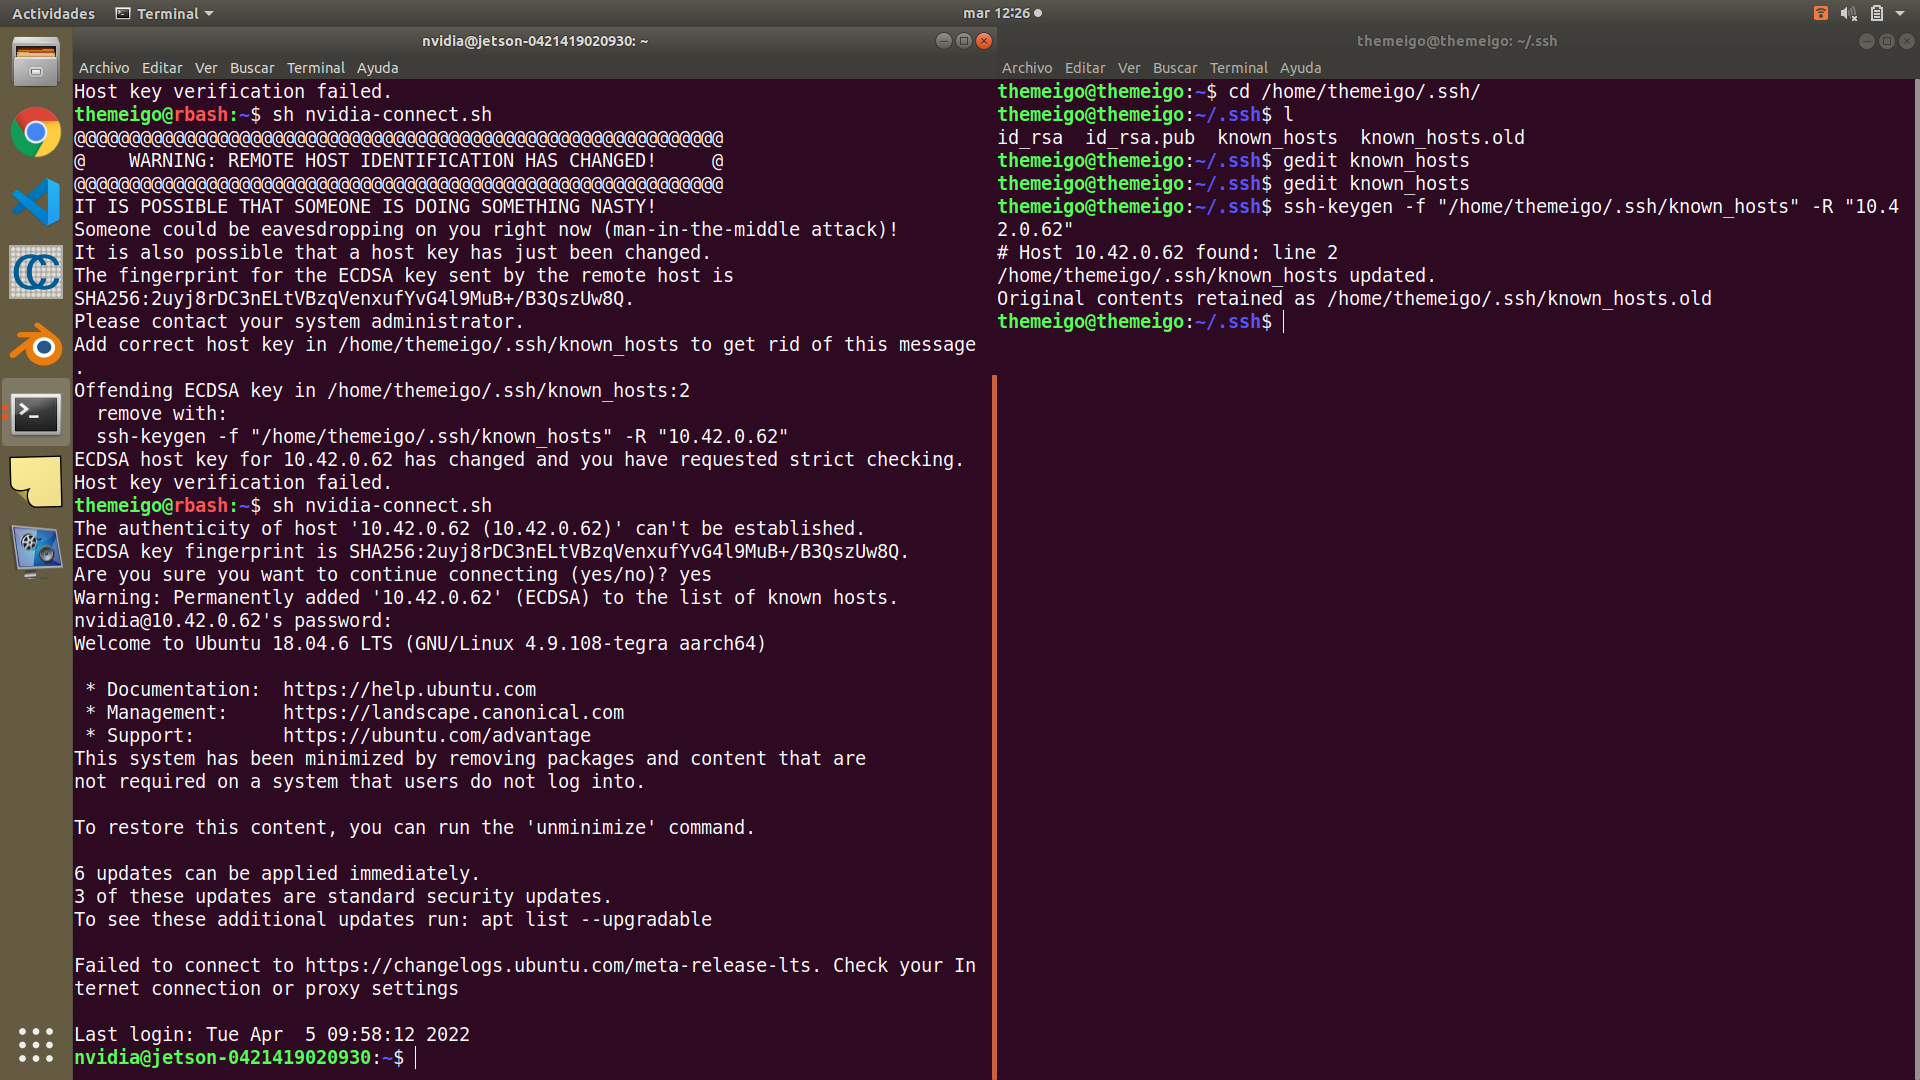 Actividades
Terminal
mar 12:26
nvidia@jetson-0421419020930: ~
Archivo Editar Ver Buscar Terminal Ayuda
Host key verification failed.
themeigo@rbash:~$ sh nvidia-connect.sh
@@@@@@@@@@@@@@@@@@@@@@@@@@@@@@@@@@@@@@@@@@@@@@@@@@@@@@@@@@@
@    WARNING: REMOTE HOST IDENTIFICATION HAS CHANGED!     @
@@@@@@@@@@@@@@@@@@@@@@@@@@@@@@@@@@@@@@@@@@@@@@@@@@@@@@@@@@@
IT IS POSSIBLE THAT SOMEONE IS DOING SOMETHING NASTY!
Someone could be eavesdropping on you right now (man-in-the-middle attack)!
It is also possible that a host key has just been changed.
The fingerprint for the ECDSA key sent by the remote host is
SHA256:2uyj8rDC3nELtVBzqVenxufYvG4l9MuB+/B3QszUw8Q.
Please contact your system administrator.
Add correct host key in /home/themeigo/.ssh/known_hosts to get rid of this message
.
Offending ECDSA key in /home/themeigo/.ssh/known_hosts:2
  remove with:
  ssh-keygen -f "/home/themeigo/.ssh/known_hosts" -R "10.42.0.62"
ECDSA host key for 10.42.0.62 has changed and you have requested strict checking.
Host key verification failed.
themeigo@rbash:~$ sh nvidia-connect.sh
The authenticity of host '10.42.0.62 (10.42.0.62)' can't be established.
ECDSA key fingerprint is SHA256:2uyj8rDC3nELtVBzqVenxufYvG4l9MuB+/B3QszUw8Q.
Are you sure you want to continue connecting (yes/no)? yes
Warning: Permanently added '10.42.0.62' (ECDSA) to the list of known hosts.
nvidia@10.42.0.62's password:
Welcome to Ubuntu 18.04.6 LTS (GNU/Linux 4.9.108-tegra aarch64)
 * Documentation:  https://help.ubuntu.com
 * Management:     https://landscape.canonical.com
 * Support:        https://ubuntu.com/advantage
This system has been minimized by removing packages and content that are
not required on a system that users do not log into.
To restore this content, you can run the 'unminimize' command.
6 updates can be applied immediately.
3 of these updates are standard security updates.
To see these additional updates run: apt list --upgradable
Failed to connect to https://changelogs.ubuntu.com/meta-release-lts. Check your In
ternet connection or proxy settings
Last login: Tue Apr  5 09:58:12 2022
nvidia@jetson-0421419020930:~$
themeigo@themeigo: ~/.ssh
Archivo Editar Ver Buscar Terminal Ayuda
themeigo@themeigo:~$ cd /home/themeigo/.ssh/
themeigo@themeigo:~/.ssh$ l
id_rsa  id_rsa.pub  known_hosts  known_hosts.old
themeigo@themeigo:~/.ssh$ gedit known_hosts
themeigo@themeigo:~/.ssh$ gedit known_hosts
themeigo@themeigo:~/.ssh$ ssh-keygen -f "/home/themeigo/.ssh/known_hosts" -R "10.4
2.0.62"
# Host 10.42.0.62 found: line 2
/home/themeigo/.ssh/known_hosts updated.
Original contents retained as /home/themeigo/.ssh/known_hosts.old
themeigo@themeigo:~/.ssh$